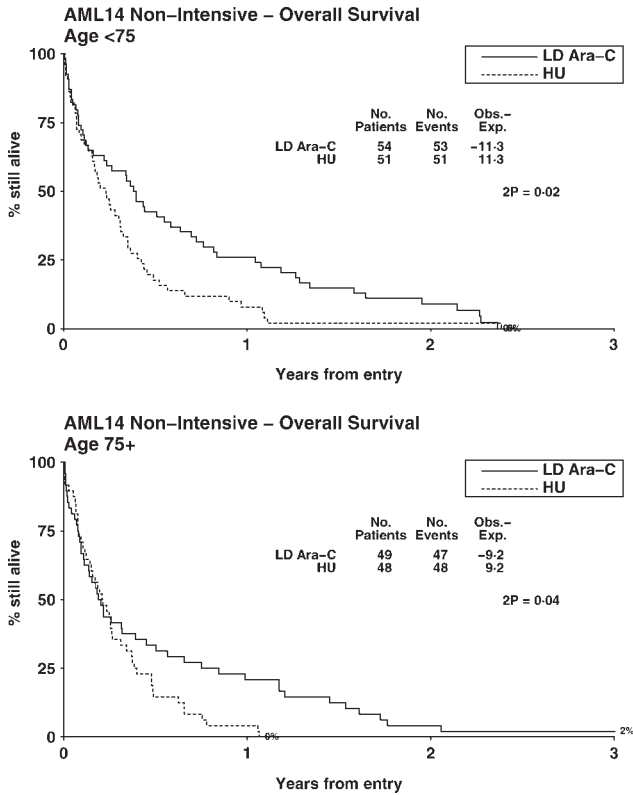 AML14 Non–Intensive – Overall Survival
Age <75
LD Ara–C
HU
100
75
50
25
0
% still alive
No. No. Obs.–
Patients Events Exp.
LD Ara–C 54 53 –11·3
HU 51 51 11·3
2P = 0·02
0 1 2 3
Years from entry
AML14 Non–Intensive – Overall Survival
Age 75+
LD Ara–C
HU
100
75
50
25
0
% still alive
No. No. Obs.–
Patients Events Exp.
LD Ara–C 49 47 –9·2
HU 48 48 9·2
2P = 0·04
0%
2%
0 1 2 3
Years from entry